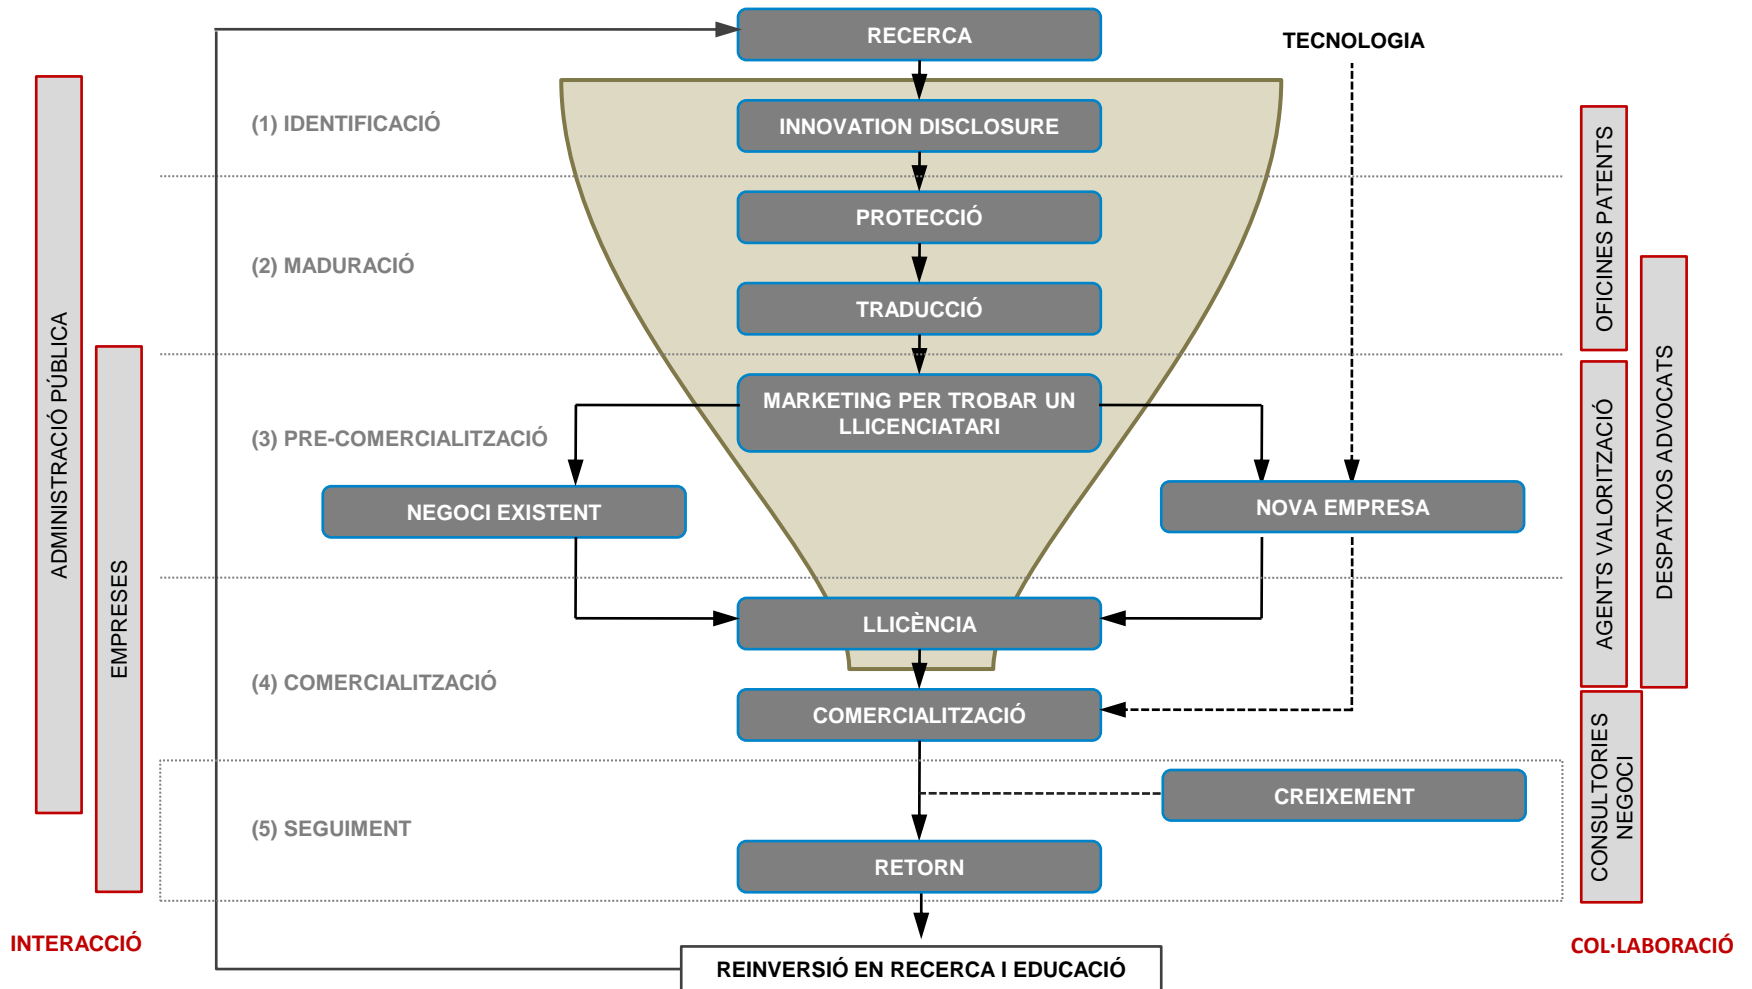 RECERCA
TECNOLOGIA
(1) IDENTIFICACIÓ
INNOVATION DISCLOSURE
PROTECCIÓ
(2) MADURACIÓ
TRADUCCIÓ
MARKETING PER TROBAR UN
LLICENCIATARI
(3) PRE-COMERCIALITZACIÓ
NEGOCI EXISTENT
NOVA EMPRESA
LLICÈNCIA
(4) COMERCIALITZACIÓ
COMERCIALITZACIÓ
CREIXEMENT
(5) SEGUIMENT
RETORN
REINVERSIÓ EN RECERCA I EDUCACIÓ
ADMINISTRACIÓ PÚBLICA
EMPRESES
INTERACCIÓ
OFICINES PATENTS
AGENTS VALORITZACIÓ
DESPATXOS ADVOCATS
CONSULTORIES
NEGOCI
COL·LABORACIÓ